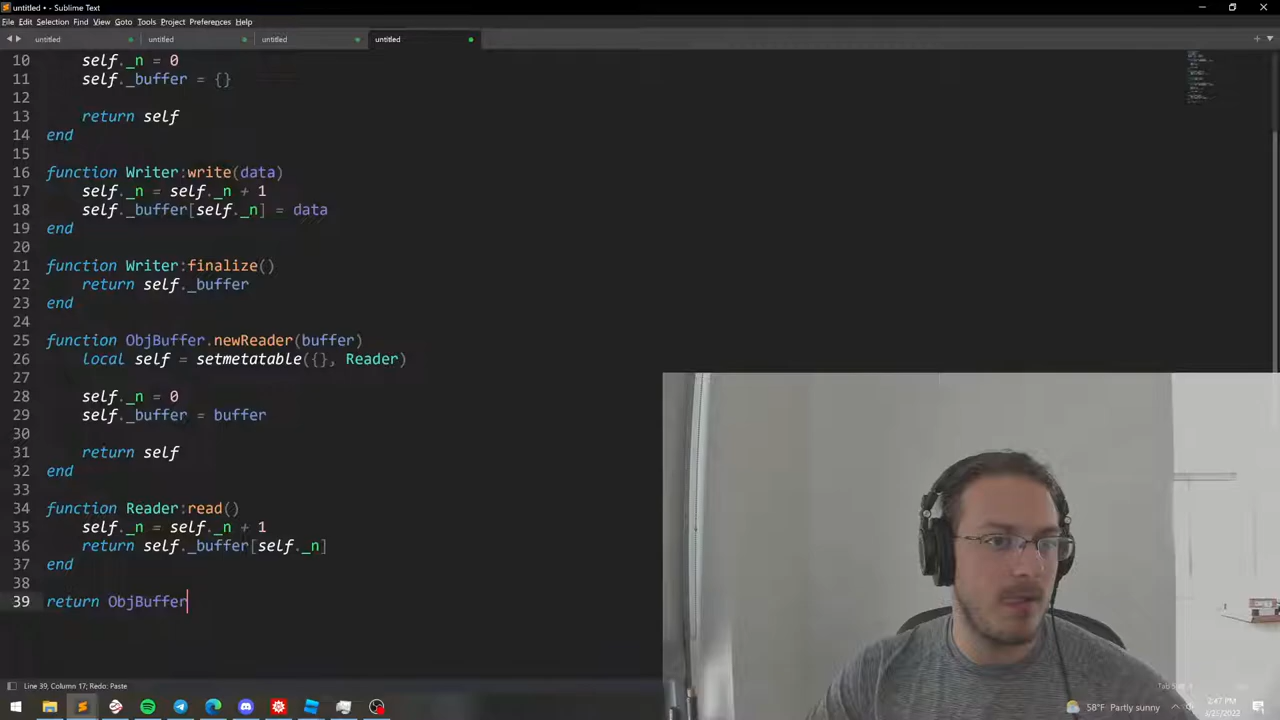 untitled • - Sublime Text
File Edit Selection Find View Goto Tools Project Preferences Help
untitled untitled untitled untitled
10 self._n = 0
11 self._buffer = {}
12
13 return self
14 end
15
16 function Writer:write(data)
17 self._n = self._n + 1
18 self._buffer[self._n] = data
19 end
20
21 function Writer:finalize()
22 return self._buffer
23 end
24
25 function ObjBuffer.newReader(buffer)
26 local self = setmetatable({}, Reader)
27
28 self._n = 0
29 self._buffer = buffer
30
31 return self
32 end
33
34 function Reader:read()
35 self._n = self._n + 1
36 return self._buffer[self._n]
37 end
38
39 return ObjBuffer
Line 39, Column 17; Redo: Paste
58°F Partly sunny
2:47 PM